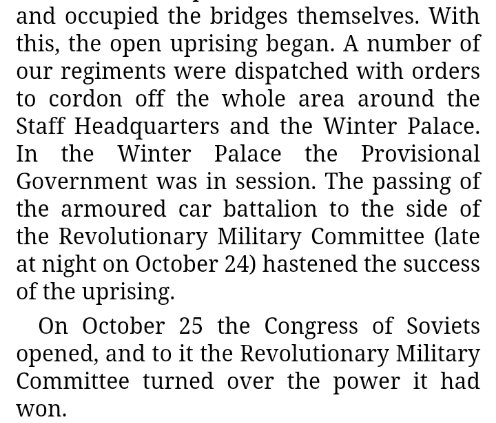 and occupied the bridges themselves. With
this, the open uprising began. A number of
our regiments were dispatched with orders
to cordon off the whole area around the
Staff Headquarters and the Winter Palace.
In the Winter Palace the Provisional
Government was in session. The passing of
the armoured car battalion to the side of
the Revolutionary Military Committee (late
at night on October 24) hastened the success
of the uprising.
On October 25 the Congress of Soviets
opened, and to it the Revolutionary Military
Committee turned over the power it had
won.